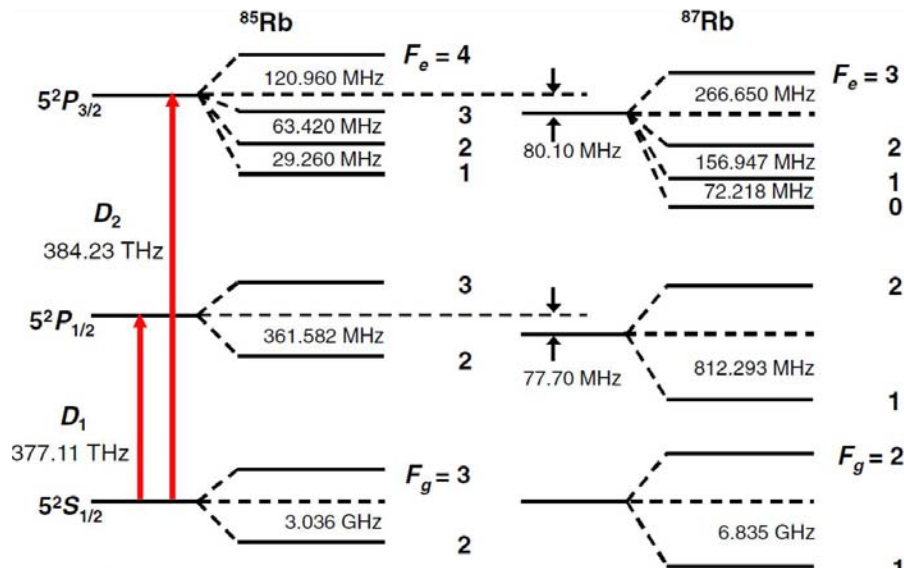 ⁸⁵Rb ⁸⁷Rb
Fₑ = 4
120.960 MHz
Fₑ = 3
266.650 MHz
5²P₃/₂
3
63.420 MHz
80.10 MHz
2
29.260 MHz
2
156.947 MHz
1
1
72.218 MHz
0
D₂
384.23 THz
3
2
5²P₁/₂
361.582 MHz
2
77.70 MHz
812.293 MHz
1
D₁
377.11 THz
F𝑔 = 3
F𝑔 = 2
5²S₁/₂
3.036 GHz
2
6.835 GHz
1